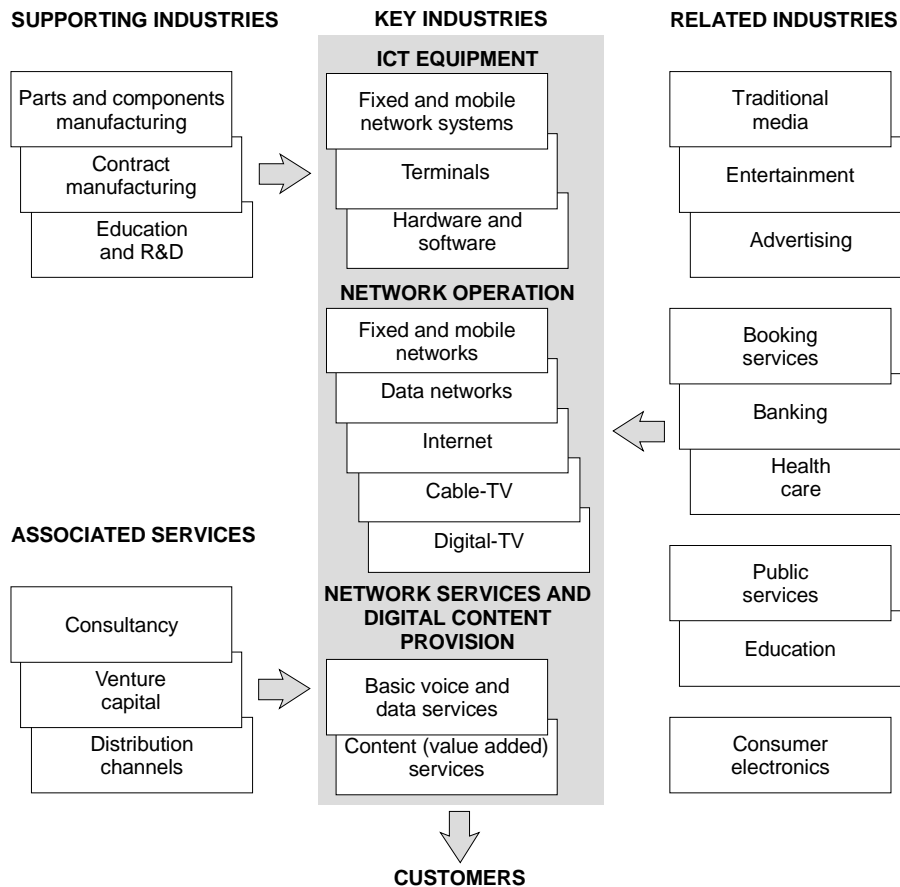 SUPPORTING INDUSTRIES
Parts and components
manufacturing
Contract
manufacturing
Education
and R&D
ASSOCIATED SERVICES
Consultancy
Venture
capital
Distribution
channels
KEY INDUSTRIES
ICT EQUIPMENT
Fixed and mobile
network systems
Terminals
Hardware and
software
NETWORK OPERATION
Fixed and mobile
networks
Data networks
Internet
Cable-TV
Digital-TV
NETWORK SERVICES AND
DIGITAL CONTENT
PROVISION
Basic voice and
data services
Content (value added)
services
CUSTOMERS
RELATED INDUSTRIES
Traditional
media
Entertainment
Advertising
Booking
services
Banking
Health
care
Public
services
Education
Consumer
electronics